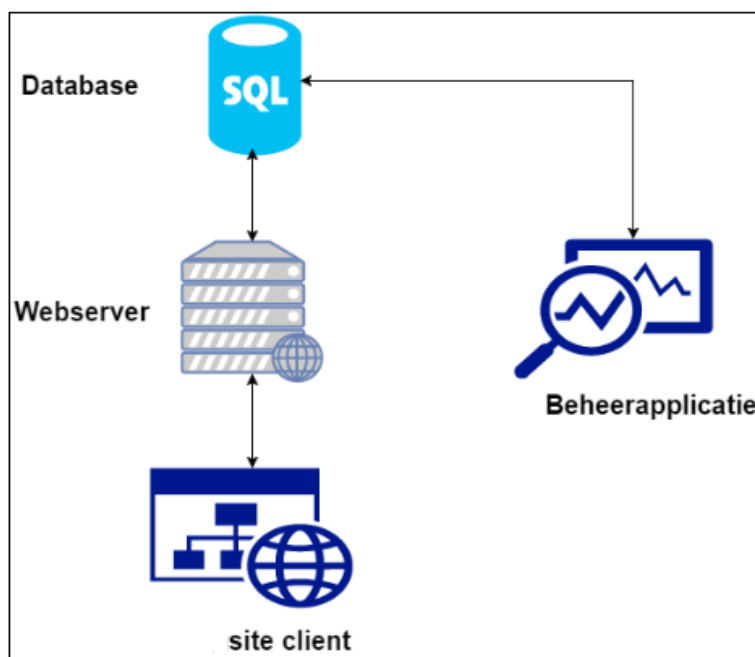 Database
SQL
Webserver
Beheerapplicatie
site client